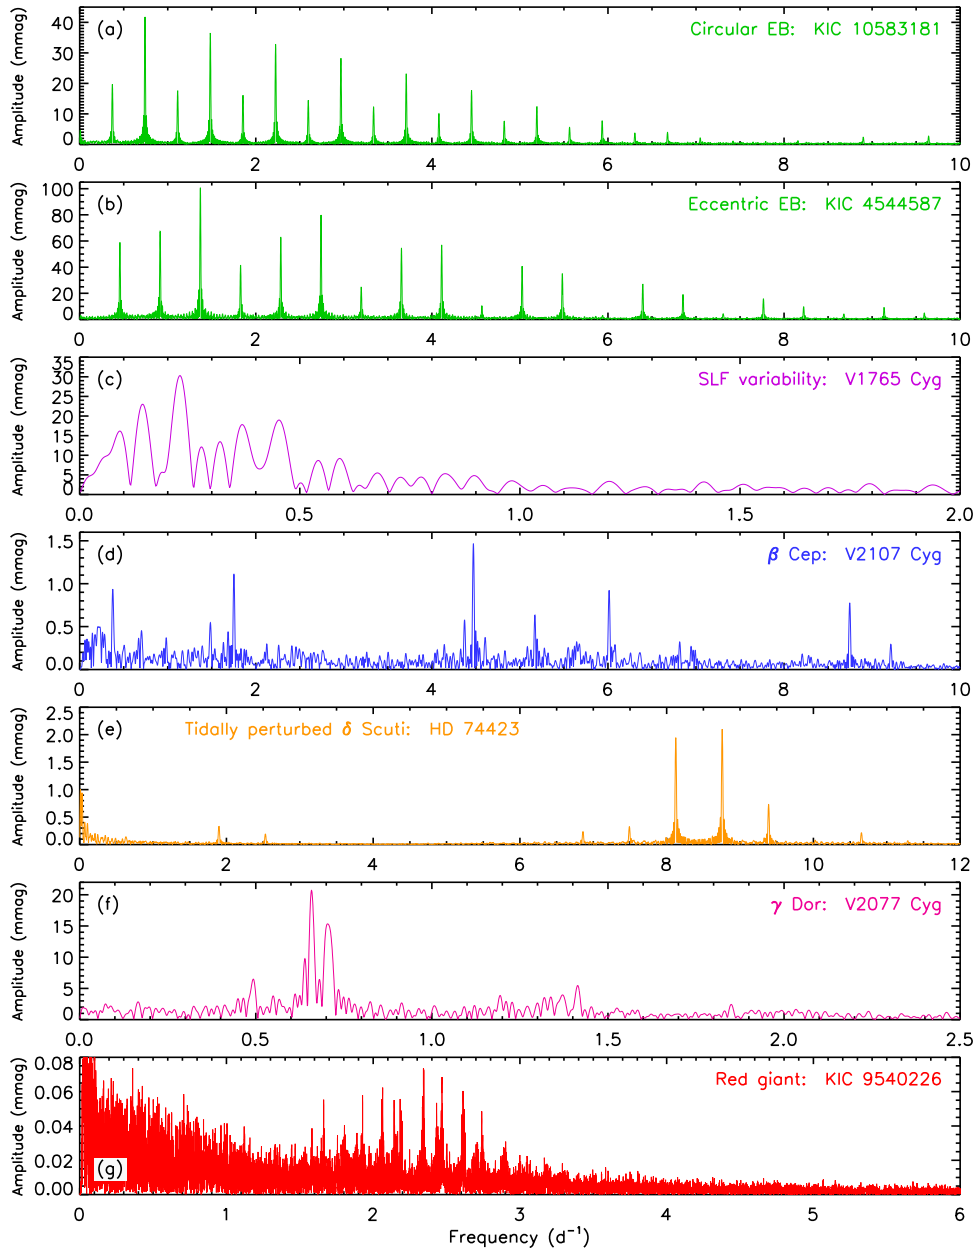 (a)
Circular EB: KIC 10583181
Amplitude (mmag)
40
30
20
10
0
0 2 4 6 8 10
(b)
Eccentric EB: KIC 4544587
Amplitude (mmag)
100
80
60
40
20
0
0 2 4 6 8 10
(c)
SLF variability: V1765 Cyg
Amplitude (mmag)
35
30
25
20
15
10
5
0
0.0 0.5 1.0 1.5 2.0
(d)
β Cep: V2107 Cyg
Amplitude (mmag)
1.5
1.0
0.5
0.0
0 2 4 6 8 10
(e)
Tidally perturbed δ Scuti: HD 74423
Amplitude (mmag)
2.5
2.0
1.5
1.0
0.5
0.0
0 2 4 6 8 10 12
(f)
γ Dor: V2077 Cyg
Amplitude (mmag)
20
15
10
5
0
0.0 0.5 1.0 1.5 2.0 2.5
(g)
Red giant: KIC 9540226
Amplitude (mmag)
0.08
0.06
0.04
0.02
0.00
0 1 2 3 4 5 6
Frequency (d⁻¹)